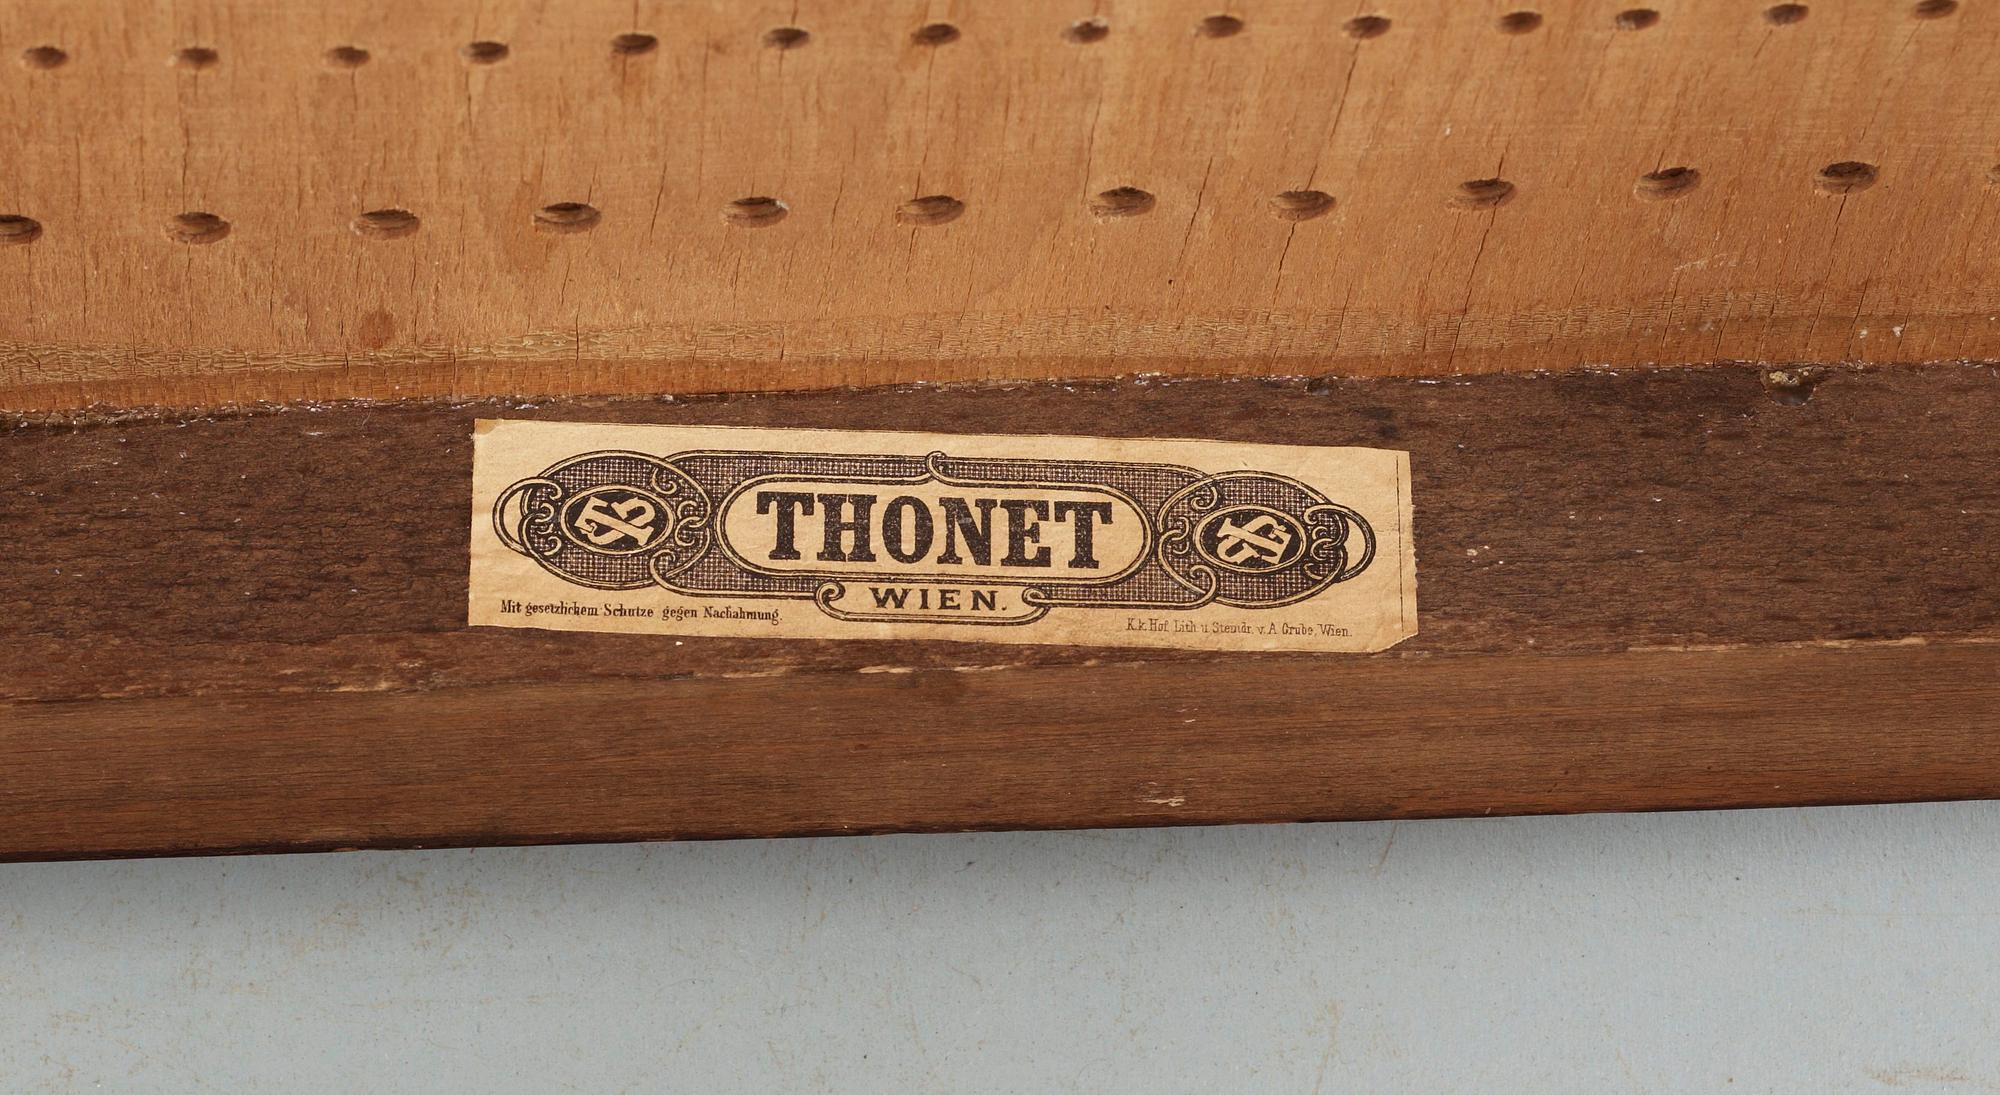 THONET
WIEN.
Mit gesetzlichem Schutze gegen Nachahmung.
K.k. Hof Lith u Steindr. v. A Grube, Wien.